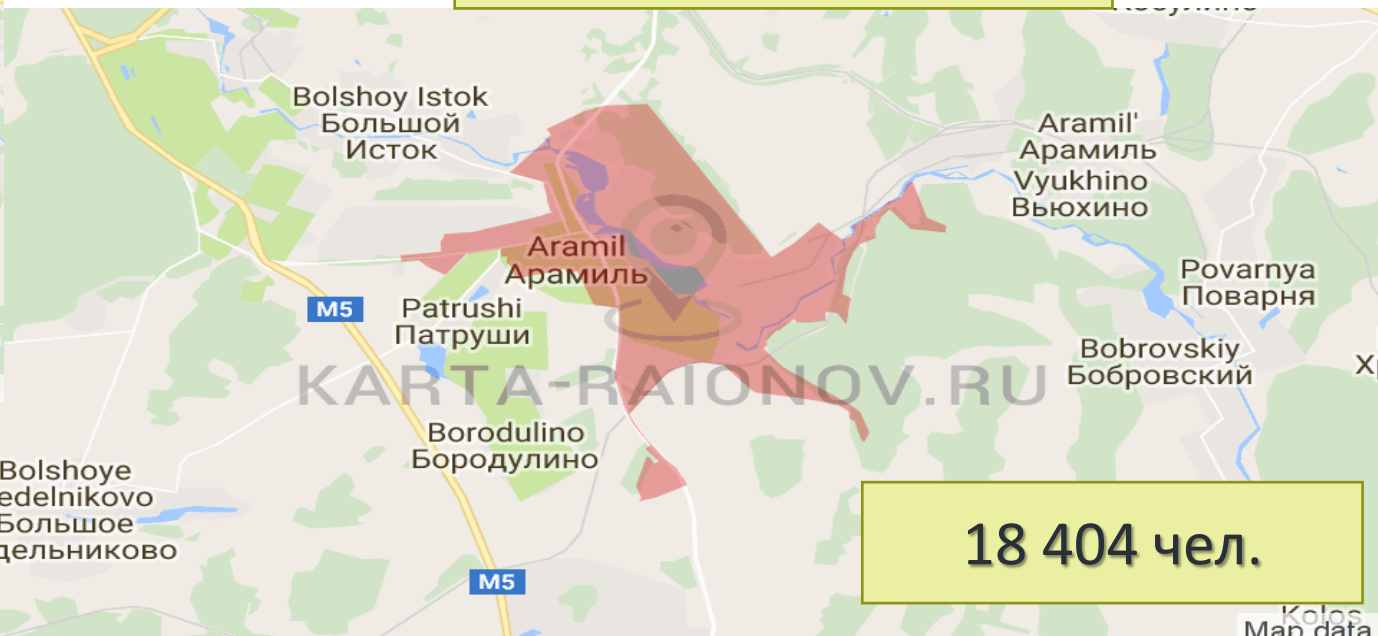 Bolshoy Istok
Большой
Исток
Aramil'
Арамиль
Vyukhino
Вьюхино
Aramil
Арамиль
Povarnya
Поварня
M5
Patrushi
Патруши
Bobrovskiy
Бобровский
KARTA-RAIONOV.RU
Borodulino
Бородулино
Bolshoye
edelnikovo
Большое
дельниково
18 404 чел.
M5
Kolos
Map data